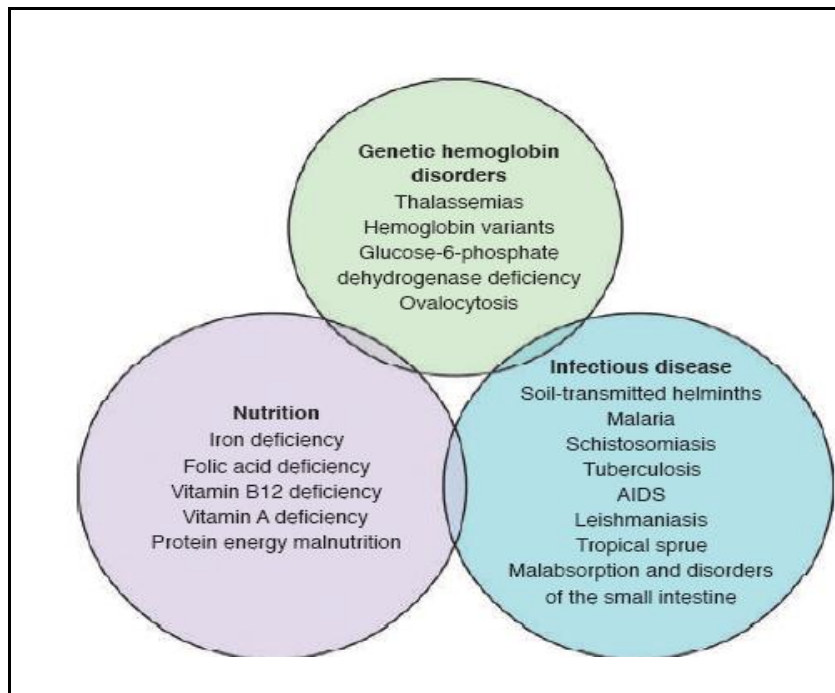 Genetic hemoglobin
disorders
Thalassemias
Hemoglobin variants
Glucose-6-phosphate
dehydrogenase deficiency
Ovalocytosis
Nutrition
Iron deficiency
Folic acid deficiency
Vitamin B12 deficiency
Vitamin A deficiency
Protein energy malnutrition
Infectious disease
Soil-transmitted helminths
Malaria
Schistosomiasis
Tuberculosis
AIDS
Leishmaniasis
Tropical sprue
Malabsorption and disorders
of the small intestine